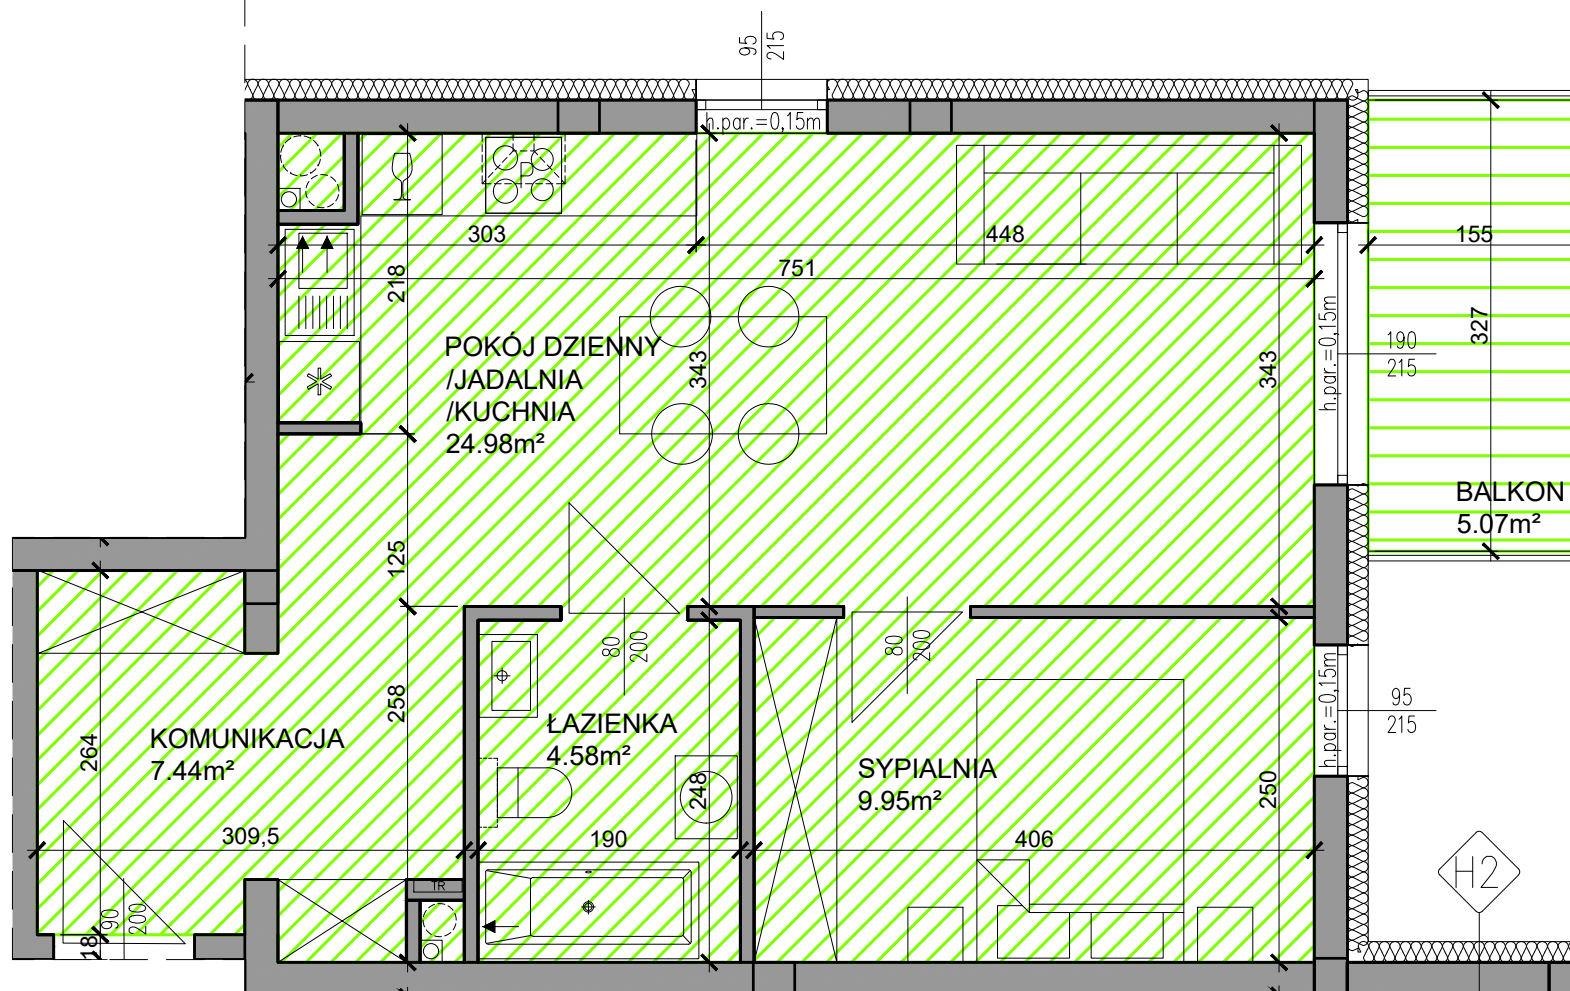 95
215
h.par.=0,15m
P
303
448
155
751
218
343
343
327
h.par.=0,15m
190
215
POKÓJ DZIENNY
/JADALNIA
/KUCHNIA
24.98m²
BALKON
5.07m²
125
80
200
80
200
258
264
KOMUNIKACJA
7.44m²
ŁAZIENKA
4.58m²
248
SYPIALNIA
9.95m²
250
h.par.=0,15m
95
215
309,5
190
406
H2
TR
90
200
18